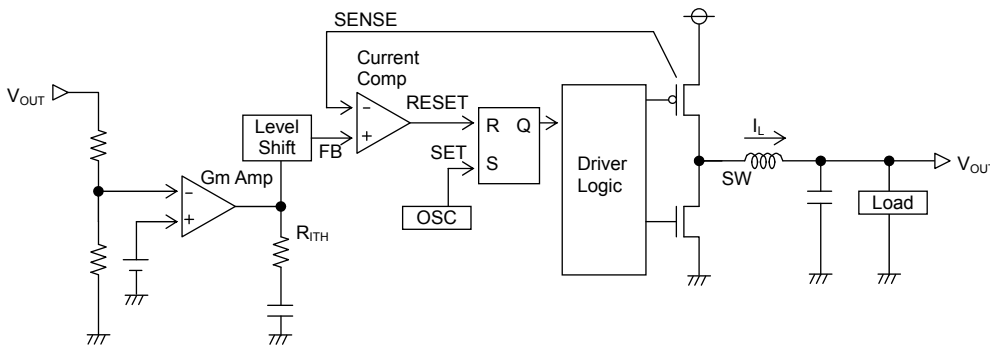 SENSE
Current
Comp
VOUT
RESET
Level
Shift
FB
R Q
SET
S
Driver
Logic
IL
SW
VOUT
Gm Amp
OSC
Load
RITH
-
+
-
+